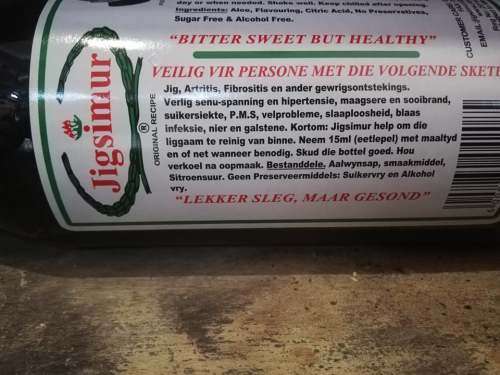 day or when needed. Shake well. Keep chilled after opening.
Ingredients: Aloe, Flavouring, Citric Acid, No Preservatives,
Sugar Free & Alcohol Free.
"BITTER SWEET BUT HEALTHY"
VEILIG VIR PERSONE MET DIE VOLGENDE
Jig, Artritis, Fibrositis en ander gewrigsontstekings.
Verlig senu-spanning en hipertensie, maagsere en sooibrand,
suikersiekte, P.M.S, velprobleme, slaaploosheid, blaas
infeksie, nier en galstene. Kortom: Jigsimur help om die
liggaam te reinig van binne. Neem 15ml (eetlepel) met maaltyd
en of net wanneer benodig. Skud die bottel goed. Hou
verkoel na opmaak. Bestanddele, Aalwynsap, smaakmiddel,
Sitroensuur. Geen Preserveermiddels: Suikervry en Alkohol
vry.
"LEKKER SLEG, MAAR GESOND"
Jigsimur
®
ORIGINAL RECIPE
CUSTOMER
EMAIL